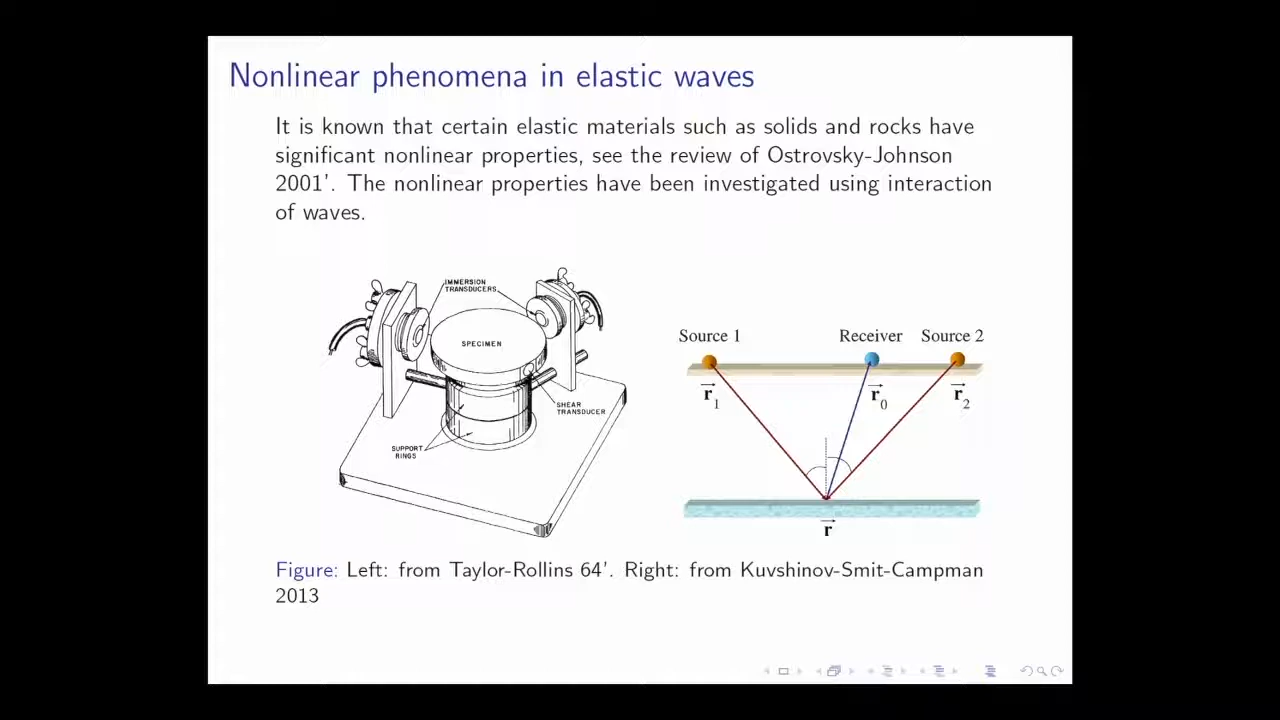 Nonlinear phenomena in elastic waves
It is known that certain elastic materials such as solids and rocks have
significant nonlinear properties, see the review of Ostrovsky-Johnson
2001'. The nonlinear properties have been investigated using interaction
of waves.
IMMERSION
TRANSDUCERS
SPECIMEN
SHEAR
TRANSDUCER
SUPPORT
RINGS
Source 1
Receiver
Source 2
r1
r0
r2
r
Figure: Left: from Taylor-Rollins 64'. Right: from Kuvshinov-Smit-Campman
2013